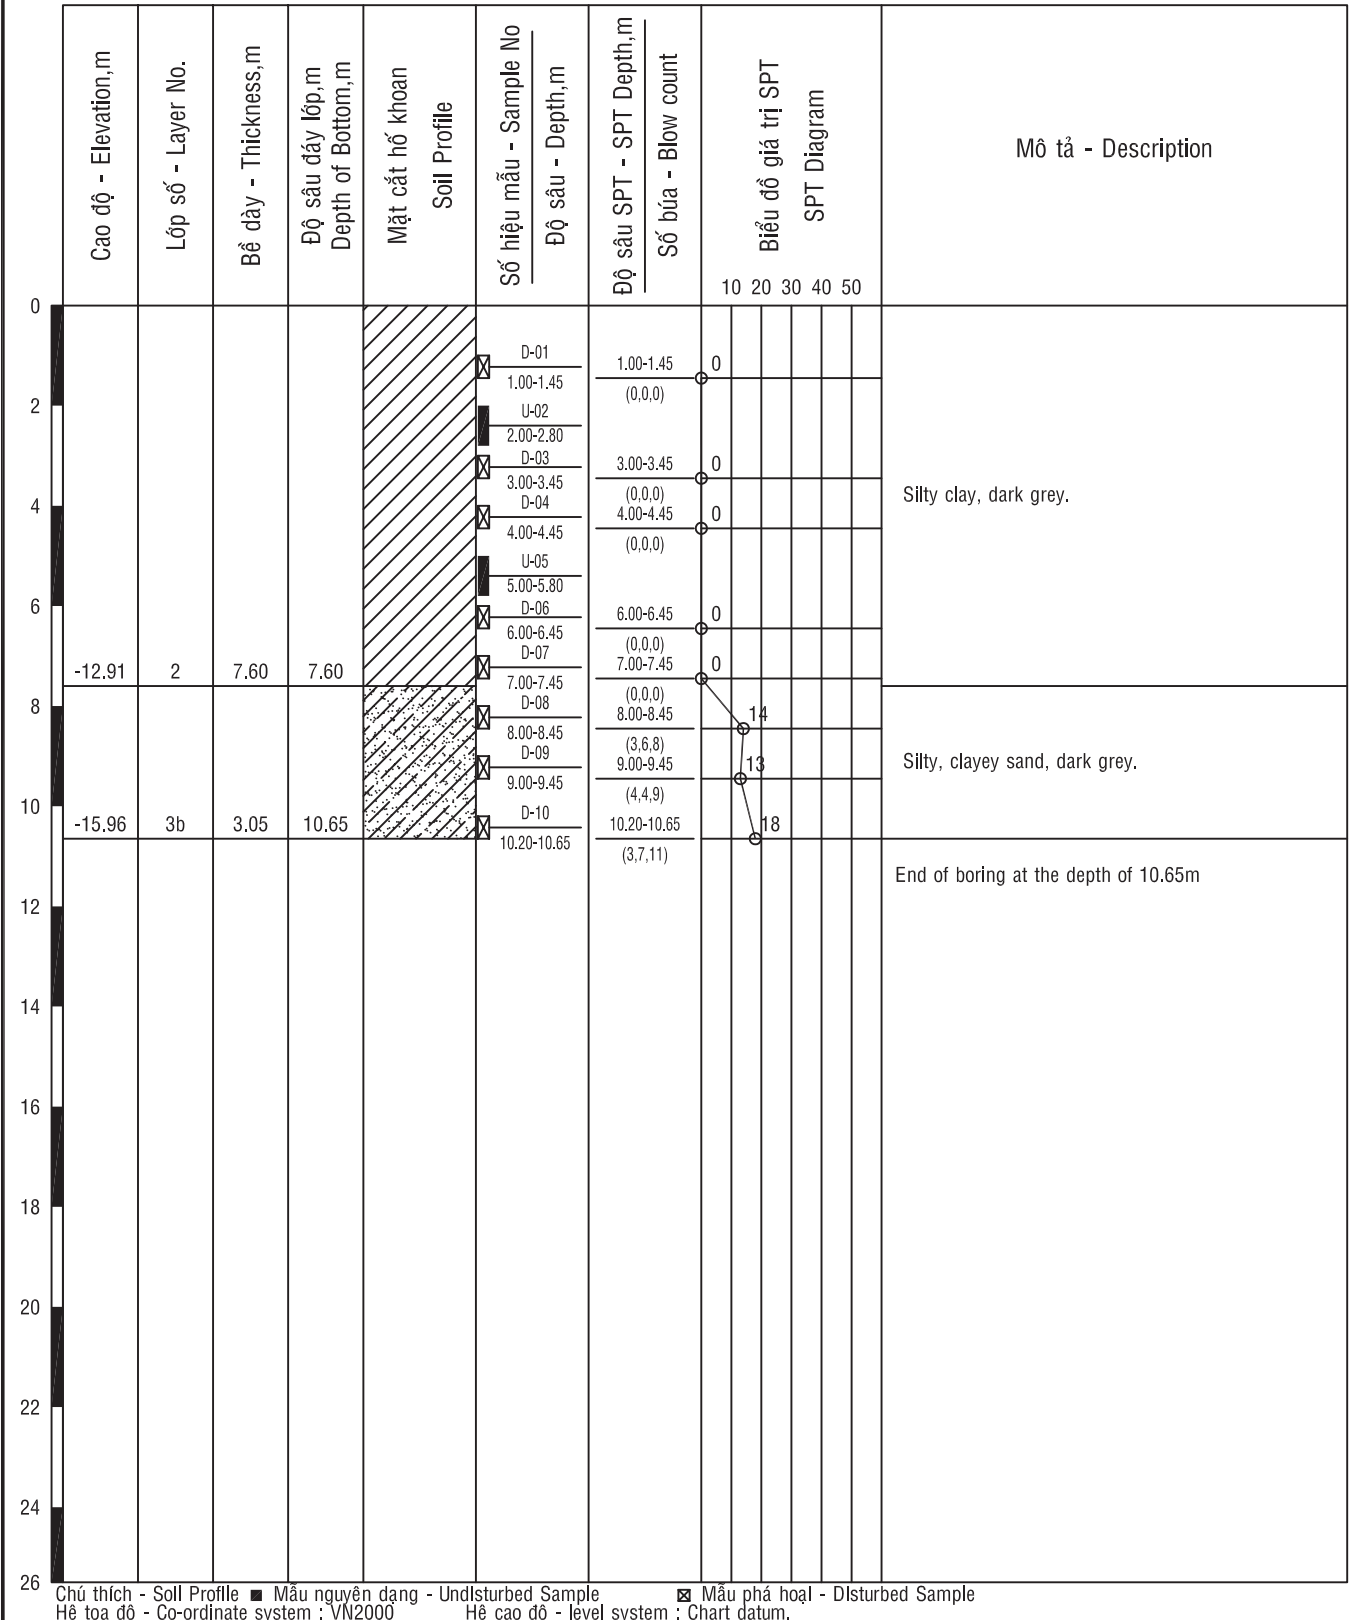 Cao độ - Elevation,m
Lớp số - Layer No.
Bề dày - Thickness,m
Độ sâu đáy lớp,m
Depth of Bottom,m
Mặt cắt hố khoan
Soil Profile
Số hiệu mẫu - Sample No
Độ sâu - Depth,m
Độ sâu SPT - SPT Depth,m
Số búa - Blow count
Biểu đồ giá trị SPT
SPT Diagram
10 20 30 40 50
Mô tả - Description
0
D-01
1.00-1.45
1.00-1.45
(0,0,0)
0
2
U-02
2.00-2.80
D-03
3.00-3.45
3.00-3.45
(0,0,0)
0
Silty clay, dark grey.
4
D-04
4.00-4.45
4.00-4.45
(0,0,0)
0
U-05
5.00-5.80
6
D-06
6.00-6.45
6.00-6.45
(0,0,0)
0
D-07
7.00-7.45
7.00-7.45
(0,0,0)
0
-12.91 2 7.60 7.60
8
D-08
8.00-8.45
8.00-8.45
(3,6,8)
14
D-09
9.00-9.45
9.00-9.45
(4,4,9)
13
Silty, clayey sand, dark grey.
10
D-10
10.20-10.65
10.20-10.65
(3,7,11)
18
-15.96 3b 3.05 10.65
End of boring at the depth of 10.65m
12
14
16
18
20
22
24
26
Chú thích - Soil Profile Mẫu nguyên dạng - Undisturbed Sample Mẫu phá hoại - Disturbed Sample
Hệ tọa độ - Co-ordinate system : VN2000 Hệ cao độ - level system : Chart datum.